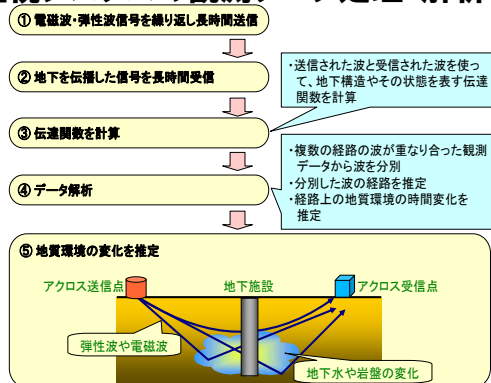 ① 電磁波・弾性波信号を繰り返し長時間送信
② 地下を伝播した信号を長時間受信
・送信された波と受信された波を使っ
て、地下構造やその状態を表す伝達
関数を計算
③ 伝達関数を計算
・複数の経路の波が重なり合った観測
データから波を分別
・分別した波の経路を推定
・経路上の地質環境の時間変化を
推定
④ データ解析
⑤ 地質環境の変化を推定
アクロス送信点
地下施設
アクロス受信点
弾性波や電磁波
地下水や岩盤の変化